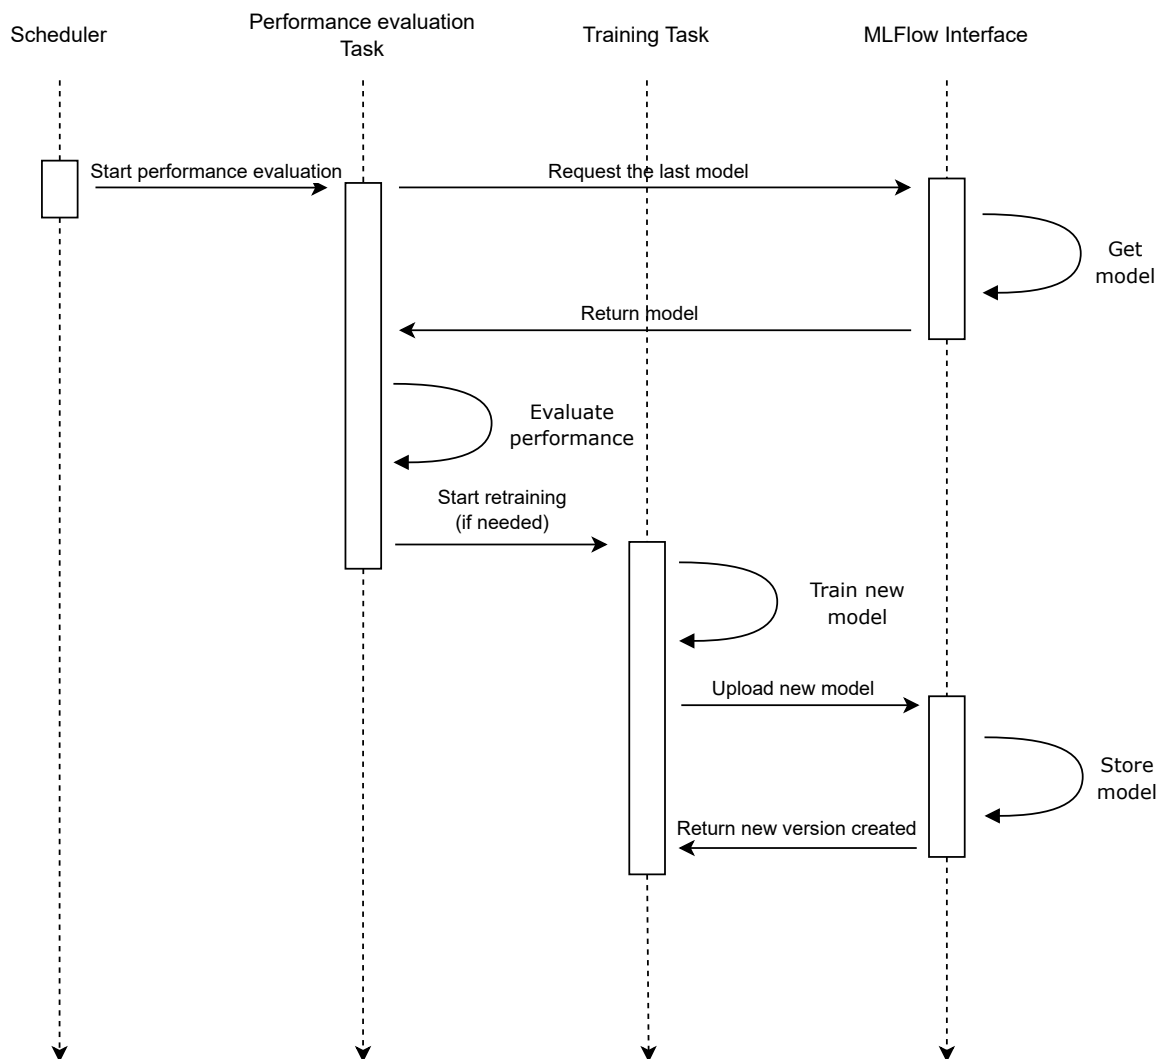 Scheduler
Performance evaluation
Task
Training Task
MLFlow Interface
Start performance evaluation
Request the last model
Get
model
Return model
Evaluate
performance
Start retraining
(if needed)
Train new
model
Upload new model
Store
model
Return new version created